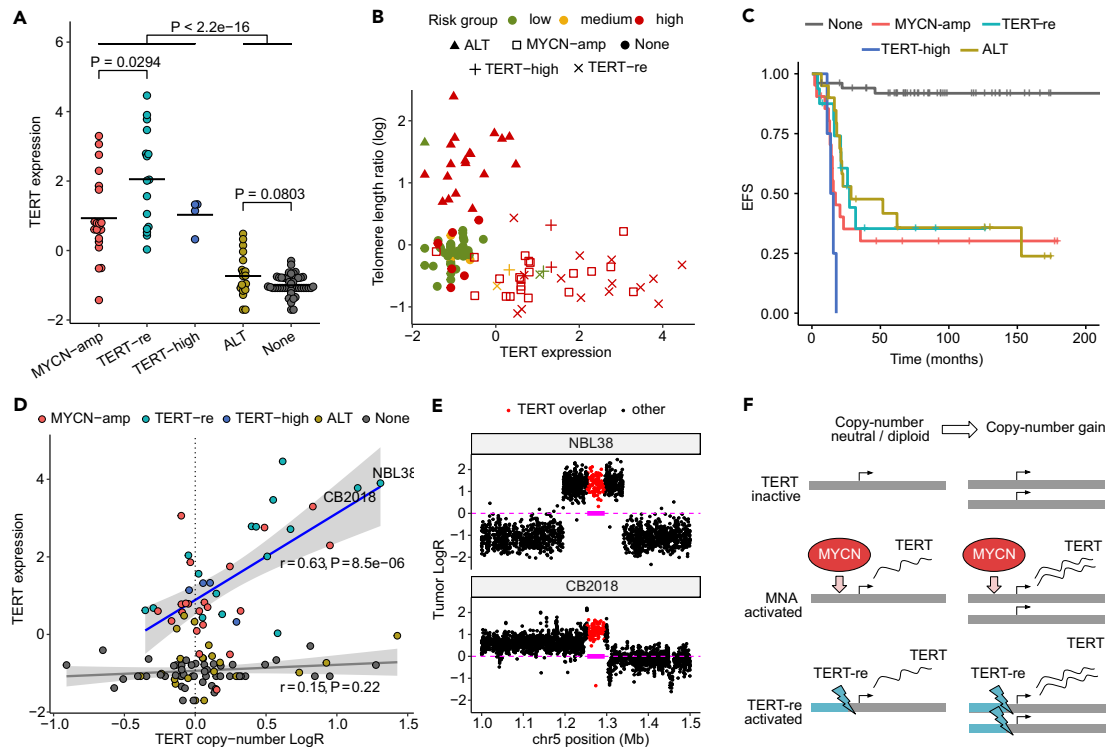 A
P < 2.2e−16
P = 0.0294
P = 0.0803
TERT expression
6
4
2
0
−2
MYCN−amp
TERT−re
TERT−high
ALT
None
B
Risk group low medium high
ALT MYCN−amp None
TERT−high TERT−re
Telomere length ratio (log)
2
1
0
−1
−2 0 2 4
TERT expression
C
None MYCN−amp TERT−re
TERT−high ALT
EFS
1.00
0.75
0.50
0.25
0.00
0 50 100 150 200
Time (months)
D
MYCN−amp TERT−re TERT−high ALT None
TERT expression
4
2
0
−2
NBL38
CB2018
r = 0.63, P = 8.5e−06
r = 0.15, P = 0.22
−1.0 −0.5 0.0 0.5 1.0 1.5
TERT copy−number LogR
E
TERT overlap other
NBL38
Tumor LogR
2
1
0
−1
−2
CB2018
2
1
0
−1
−2
1.0 1.1 1.2 1.3 1.4 1.5
chr5 position (Mb)
F
Copy-number
neutral / diploid
Copy-number gain
TERT
inactive
MYCN
TERT
MYCN
TERT
MNA
activated
TERT-re
TERT
TERT-re
TERT
TERT-re
activated